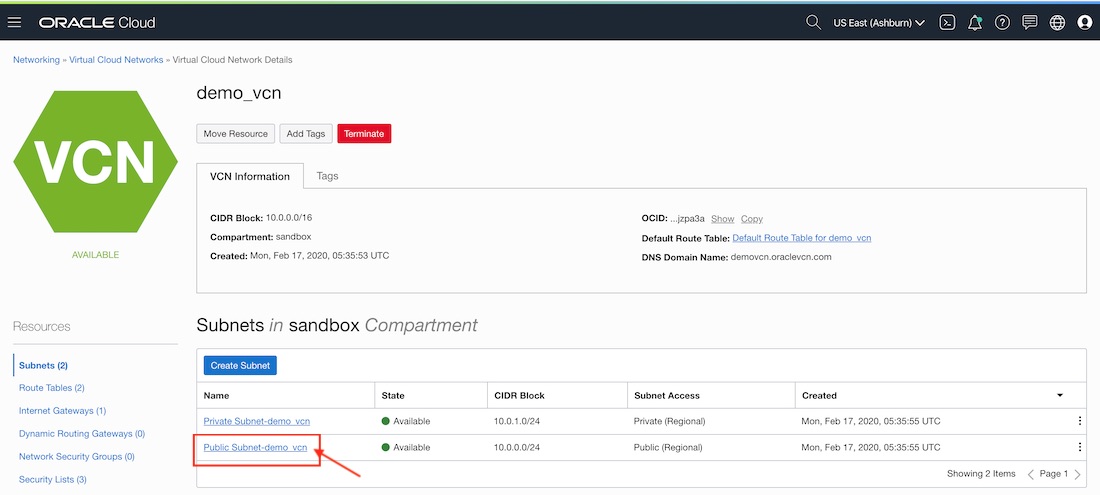 ORACLE Cloud
US East (Ashburn)
Networking » Virtual Cloud Networks » Virtual Cloud Network Details
VCN
AVAILABLE
demo_vcn
Move Resource
Add Tags
Terminate
VCN Information
Tags
CIDR Block: 10.0.0.0/16
Compartment: sandbox
Created: Mon, Feb 17, 2020, 05:35:53 UTC
OCID: ...jzpa3a Show Copy
Default Route Table: Default Route Table for demo_vcn
DNS Domain Name: demovcn.oraclevcn.com
Resources
Subnets (2)
Route Tables (2)
Internet Gateways (1)
Dynamic Routing Gateways (0)
Network Security Groups (0)
Security Lists (3)
Subnets in sandbox Compartment
Create Subnet
Name State CIDR Block Subnet Access Created
Private Subnet-demo_vcn Available 10.0.1.0/24 Private (Regional) Mon, Feb 17, 2020, 05:35:55 UTC
Public Subnet-demo_vcn Available 10.0.0.0/24 Public (Regional) Mon, Feb 17, 2020, 05:35:55 UTC
Showing 2 Items Page 1